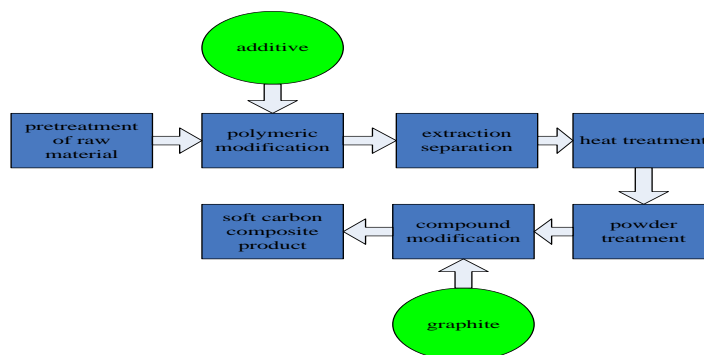 additive
pretreatment
of raw
material
polymeric
modification
extraction
separation
heat treatment
powder
treatment
compound
modification
soft carbon
composite
product
graphite